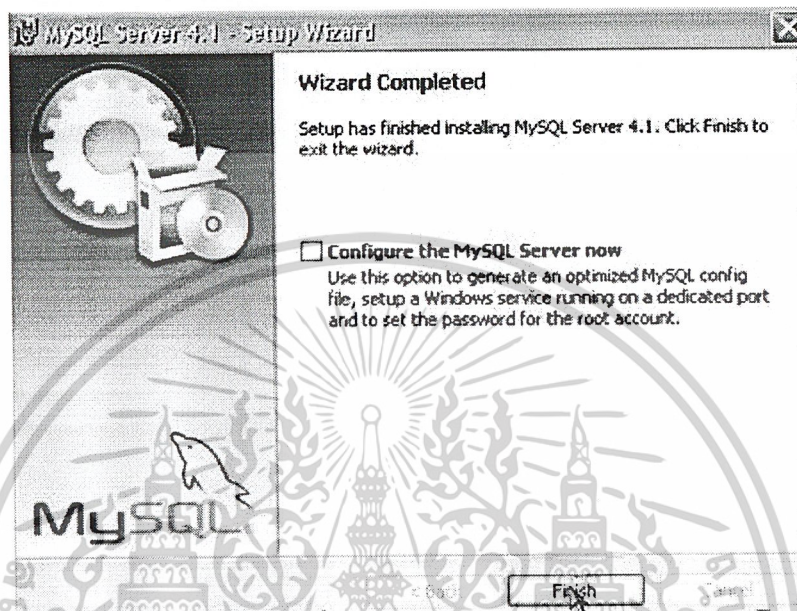 MySQL Server 4.1 - Setup Wizard
Wizard Completed
Setup has finished installing MySQL Server 4.1. Click Finish to
exit the wizard.
Configure the MySQL Server now
Use this option to generate an optimized MySQL config
file, setup a Windows service running on a dedicated port
and to set the password for the root account.
MySQL
< Back
Finish
Cancel